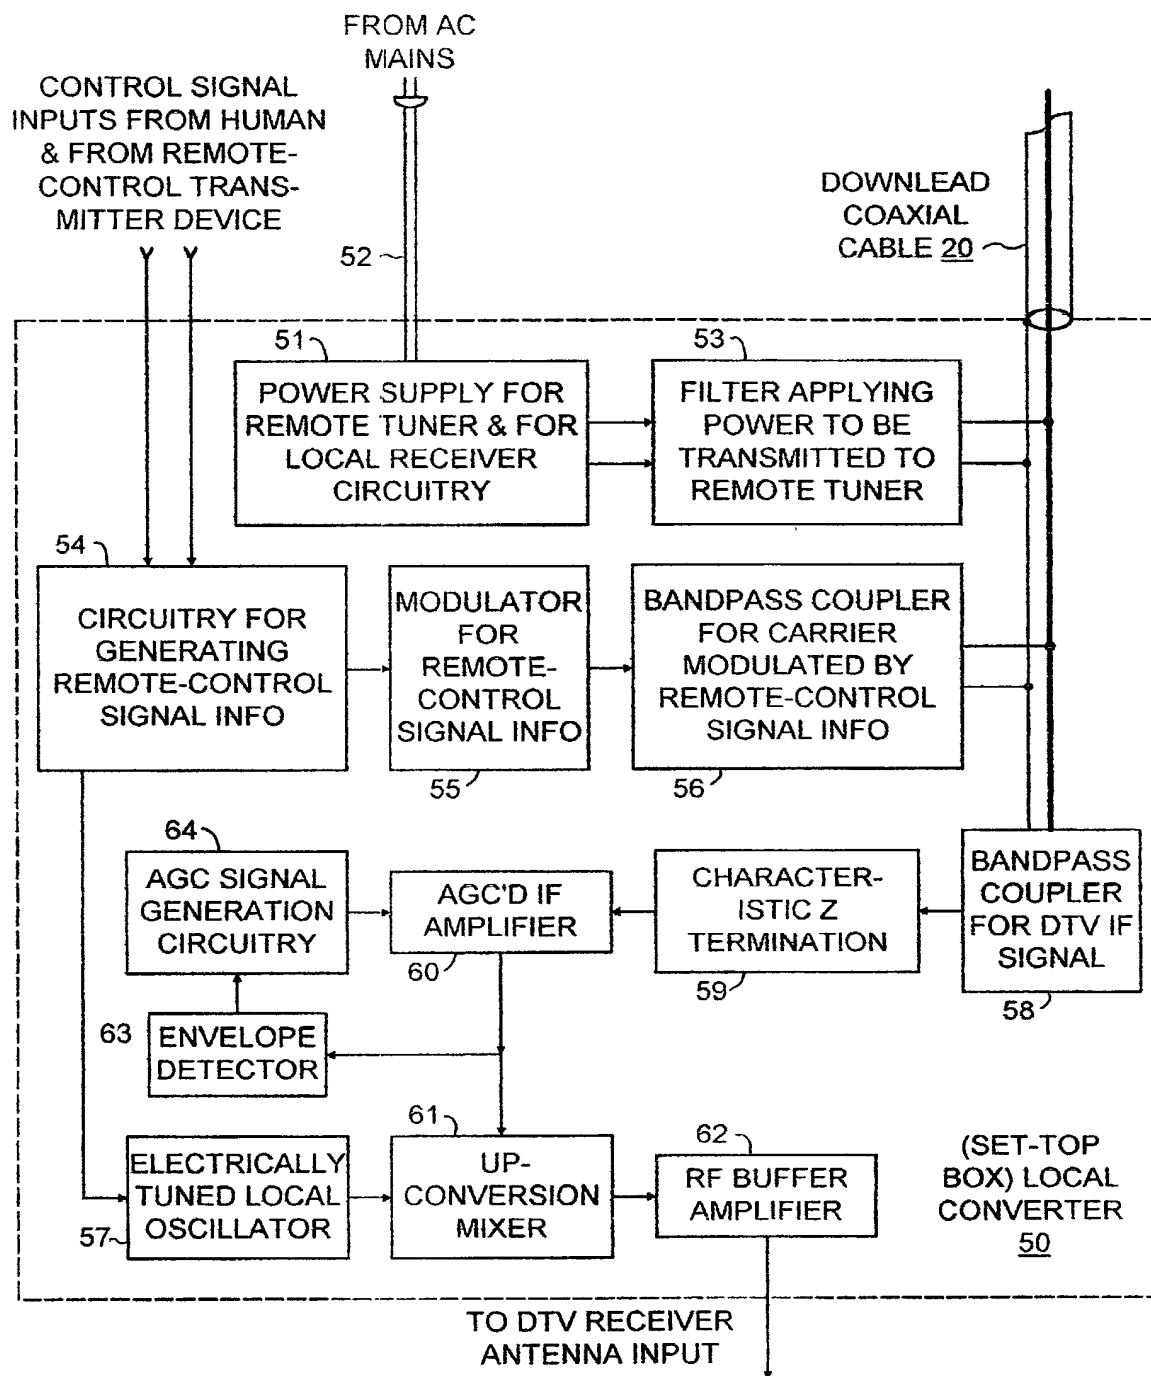 FROM AC
MAINS
CONTROL SIGNAL
INPUTS FROM HUMAN
& FROM REMOTE-
CONTROL TRANS-
MITTER DEVICE
52
DOWNLEAD
COAXIAL
CABLE 20
51
POWER SUPPLY FOR
REMOTE TUNER & FOR
LOCAL RECEIVER
CIRCUITRY
53
FILTER APPLYING
POWER TO BE
TRANSMITTED TO
REMOTE TUNER
54
CIRCUITRY FOR
GENERATING
REMOTE-CONTROL
SIGNAL INFO
MODULATOR
FOR
REMOTE-
CONTROL
SIGNAL INFO
55
BANDPASS COUPLER
FOR CARRIER
MODULATED BY
REMOTE-CONTROL
SIGNAL INFO
56
64
AGC SIGNAL
GENERATION
CIRCUITRY
AGC'D IF
AMPLIFIER
60
CHARACTER-
ISTIC Z
TERMINATION
59
BANDPASS
COUPLER
FOR DTV IF
SIGNAL
58
63
ENVELOPE
DETECTOR
ELECTRICALLY
TUNED LOCAL
OSCILLATOR
57
61
UP-
CONVERSION
MIXER
62
RF BUFFER
AMPLIFIER
(SET-TOP
BOX) LOCAL
CONVERTER
50
TO DTV RECEIVER
ANTENNA INPUT